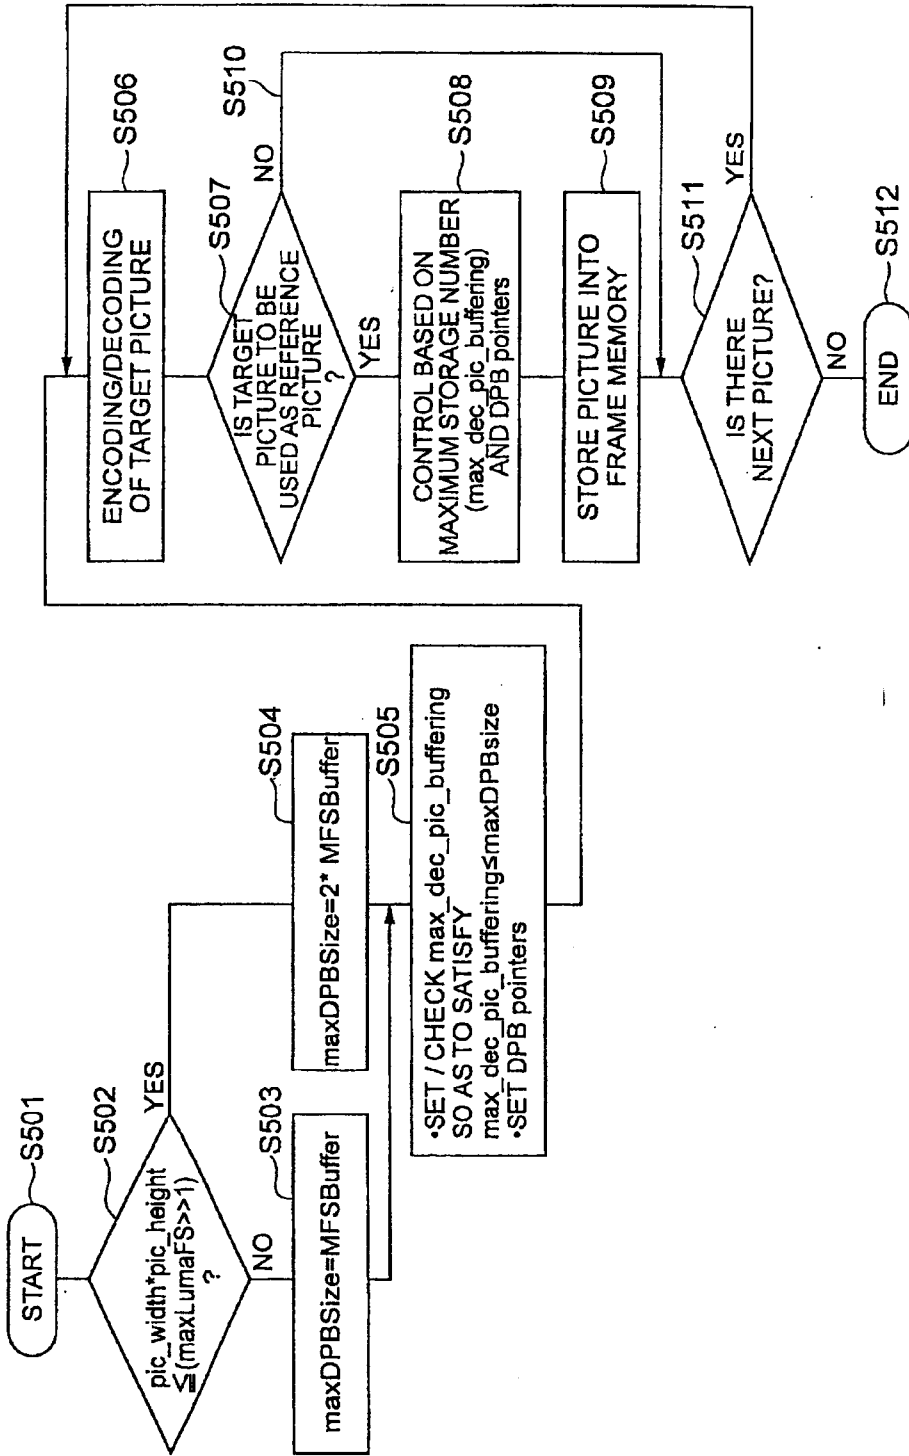 START
S501
pic_width*pic_height
≦(maxLumaFS>>1)
?
S502
YES
NO
maxDPBSize=MFSBuffer
S503
maxDPBSize=2* MFSBuffer
S504
•SET / CHECK max_dec_pic_buffering
SO AS TO SATISFY
max_dec_pic_buffering≤maxDPBsize
•SET DPB pointers
S505
ENCODING/DECODING
OF TARGET PICTURE
S506
IS TARGET
PICTURE TO BE
USED AS REFERENCE
PICTURE
?
S507
NO
S510
YES
CONTROL BASED ON
MAXIMUM STORAGE NUMBER
(max_dec_pic_buffering)
AND DPB pointers
S508
STORE PICTURE INTO
FRAME MEMORY
S509
IS THERE
NEXT PICTURE?
S511
YES
NO
END
S512